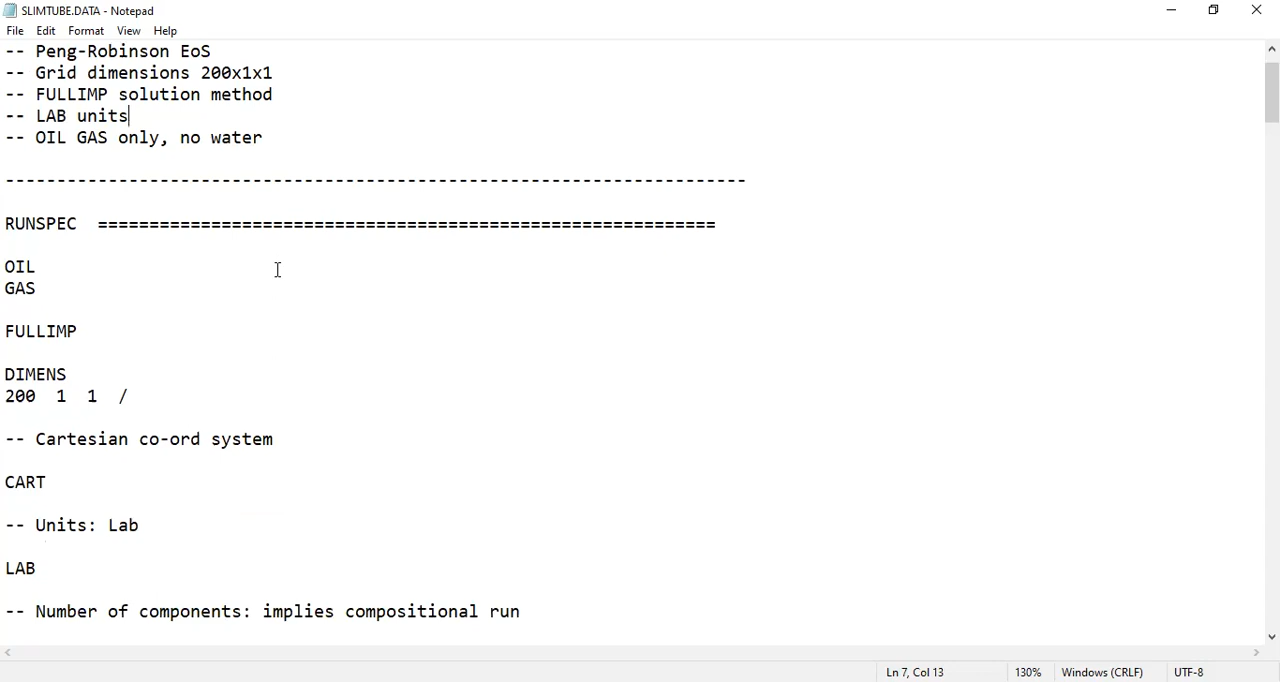 SLIMTUBE.DATA - Notepad
File Edit Format View Help
-- Peng-Robinson EoS
-- Grid dimensions 200x1x1
-- FULLIMP solution method
-- LAB units
-- OIL GAS only, no water
------------------------------------------------------------------------
RUNSPEC ============================================================
OIL
GAS
FULLIMP
DIMENS
200 1 1 /
-- Cartesian co-ord system
CART
-- Units: Lab
LAB
-- Number of components: implies compositional run
Ln 7, Col 13 130% Windows (CRLF) UTF-8